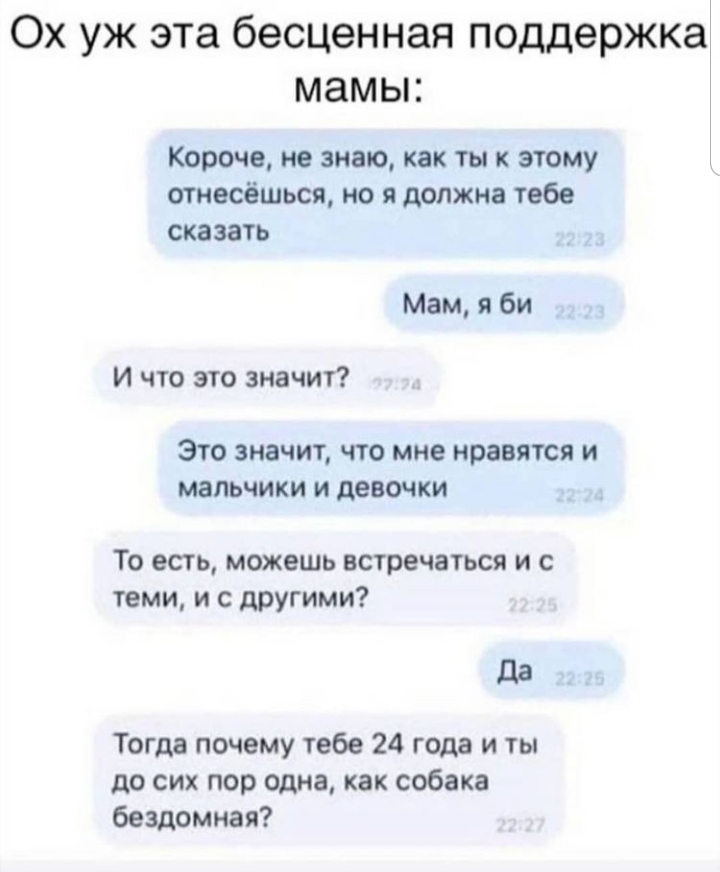 Ох уж эта бесценная поддержка
мамы:
Короче, не знаю, как ты к этому
отнесёшься, но я должна тебе
сказать
22:23
Мам, я би 22:23
И что это значит? 22:24
Это значит, что мне нравятся и
мальчики и девочки
22:24
То есть, можешь встречаться и с
теми, и с другими?
22:25
Да 22:25
Тогда почему тебе 24 года и ты
до сих пор одна, как собака
бездомная?
22:27